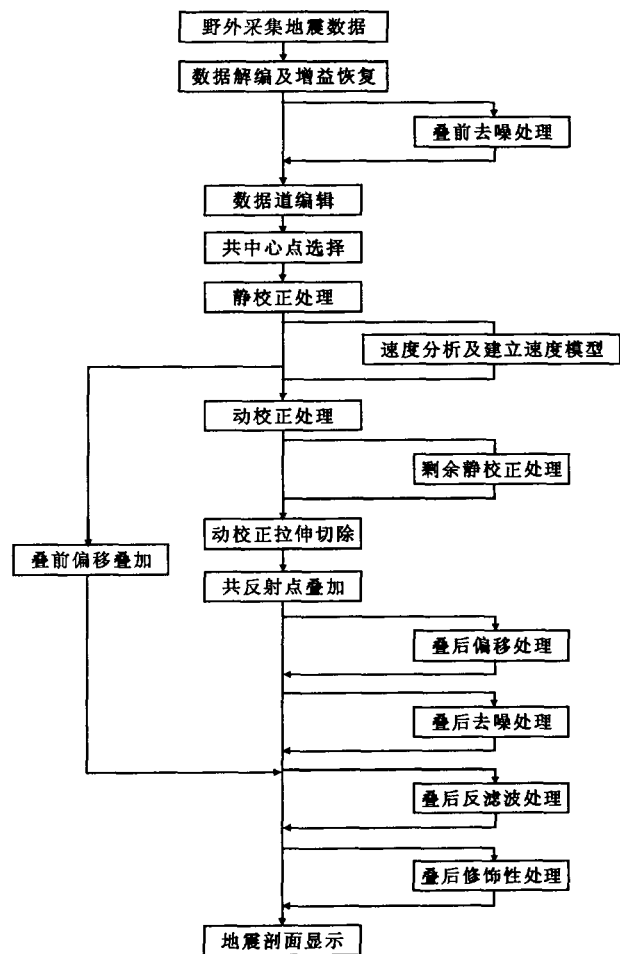 野外采集地震数据
数据解编及增益恢复
叠前去噪处理
数据道编辑
共中心点选择
静校正处理
速度分析及建立速度模型
动校正处理
剩余静校正处理
动校正拉伸切除
叠前偏移叠加
共反射点叠加
叠后偏移处理
叠后去噪处理
叠后反滤波处理
叠后修饰性处理
地震剖面显示